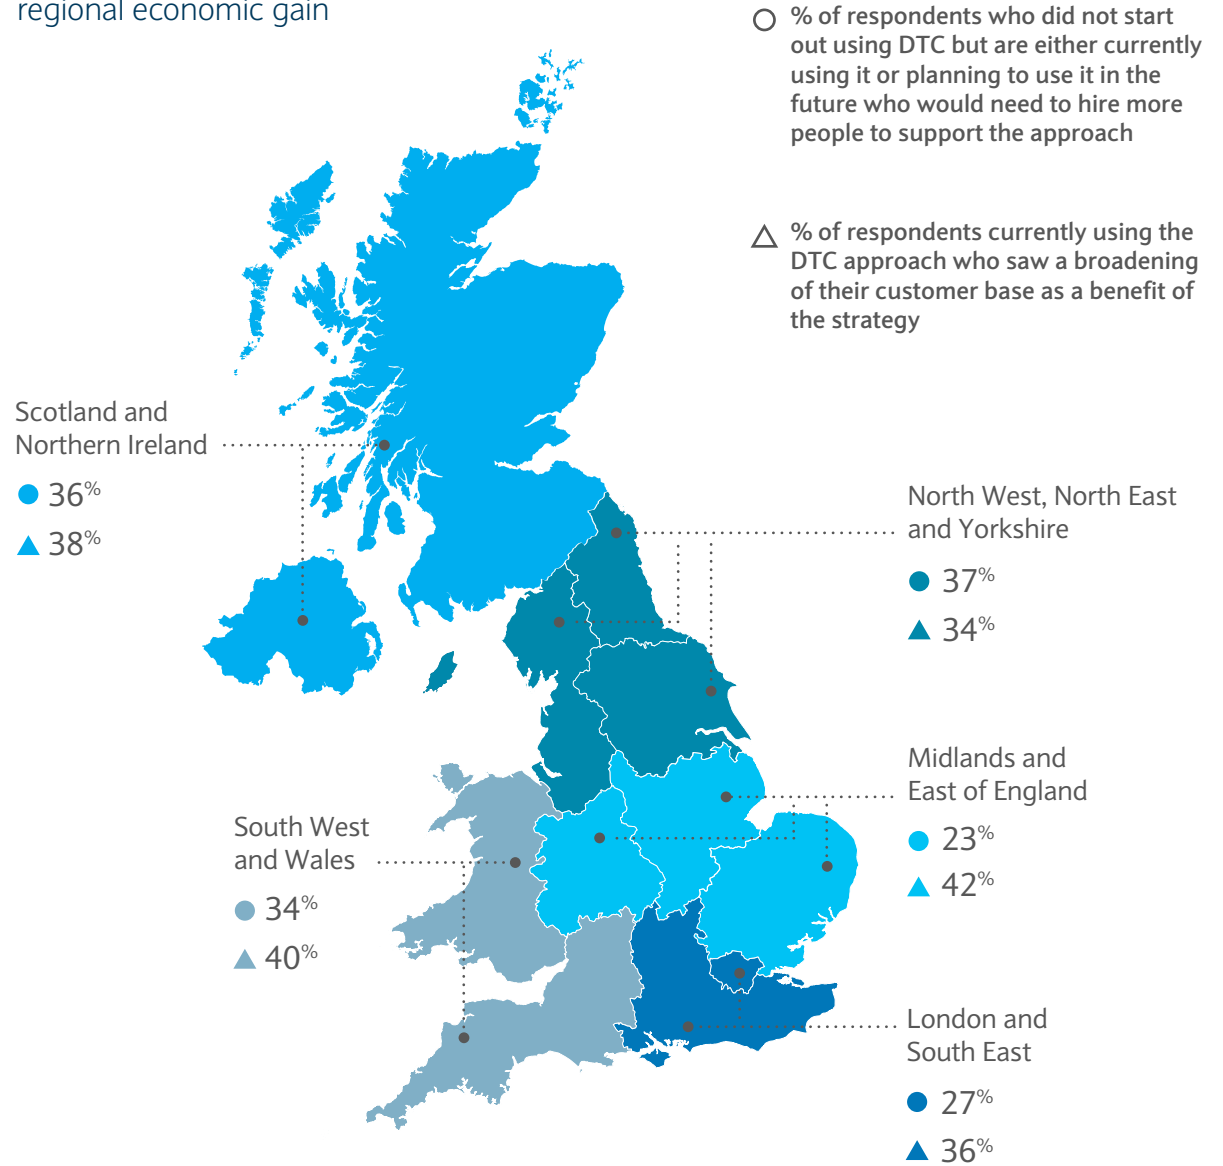 regional economic gain
% of respondents who did not start
out using DTC but are either currently
using it or planning to use it in the
future who would need to hire more
people to support the approach
% of respondents currently using the
DTC approach who saw a broadening
of their customer base as a benefit of
the strategy
Scotland and
Northern Ireland
36%
38%
North West, North East
and Yorkshire
37%
34%
Midlands and
East of England
23%
42%
South West
and Wales
34%
40%
London and
South East
27%
36%